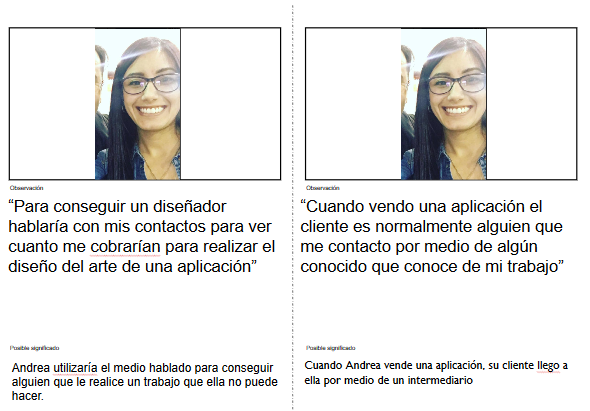 Observación
“Para conseguir un diseñador
hablaría con mis contactos para ver
cuanto me cobrarían para realizar el
diseño del arte de una aplicación”
Posible significado
Andrea utilizaría el medio hablado para conseguir
alguien que le realice un trabajo que ella no puede
hacer.
Observación
“Cuando vendo una aplicación el
cliente es normalmente alguien que
me contacto por medio de algún
conocido que conoce de mi trabajo”
Posible significado
Cuando Andrea vende una aplicación, su cliente llego a
ella por medio de un intermediario